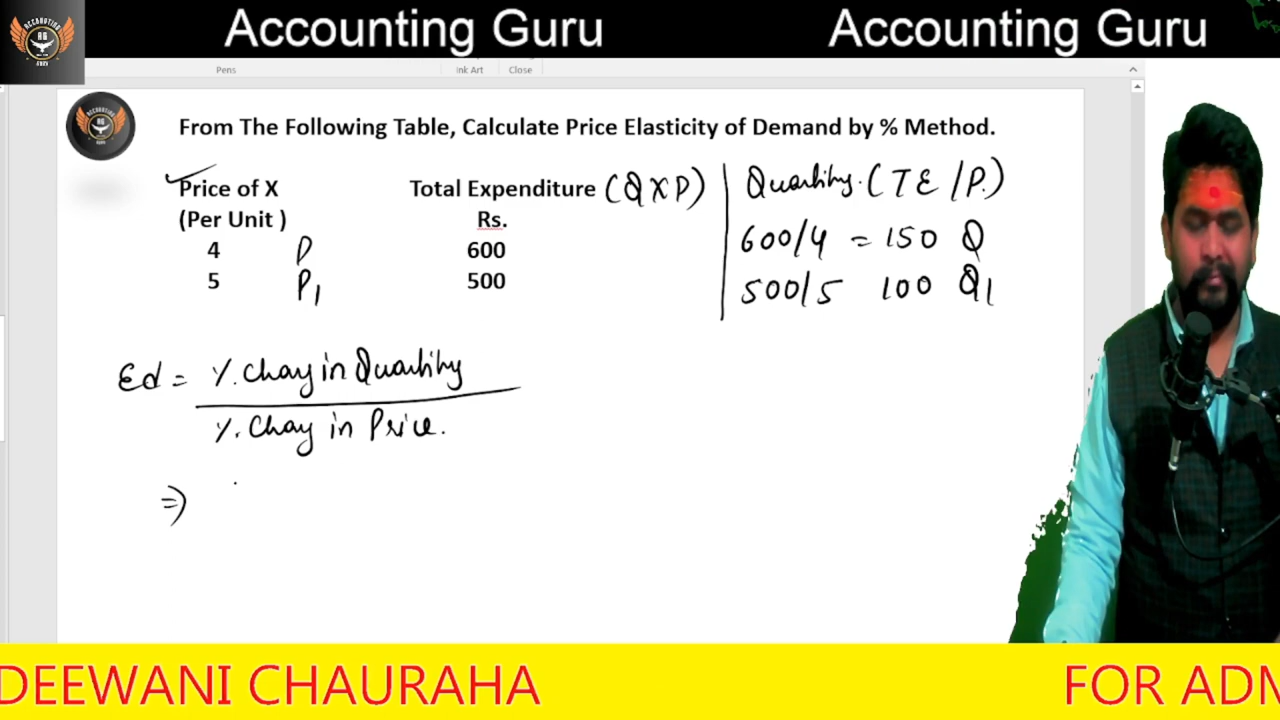 Accounting Guru Accounting Guru
Pens Ink Art Close
From The Following Table, Calculate Price Elasticity of Demand by % Method.
Price of X Total Expenditure (Q X P) Quantity. (TE/P.)
(Per Unit ) Rs.
4 P 600 600/4 = 150 Q
5 P1 500 500/5 100 Q1
Ed = %. Chang in Quantity
%. Chang in Price.
⇒
DEEWANI CHAURAHA FOR ADM